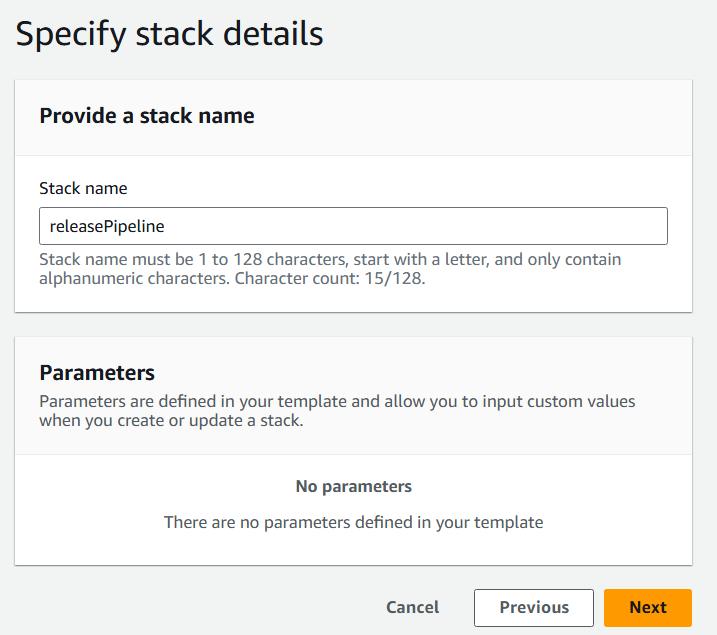 Specify stack details
Provide a stack name
Stack name
releasePipeline
Stack name must be 1 to 128 characters, start with a letter, and only contain
alphanumeric characters. Character count: 15/128.
Parameters
Parameters are defined in your template and allow you to input custom values
when you create or update a stack.
No parameters
There are no parameters defined in your template
Cancel Previous Next